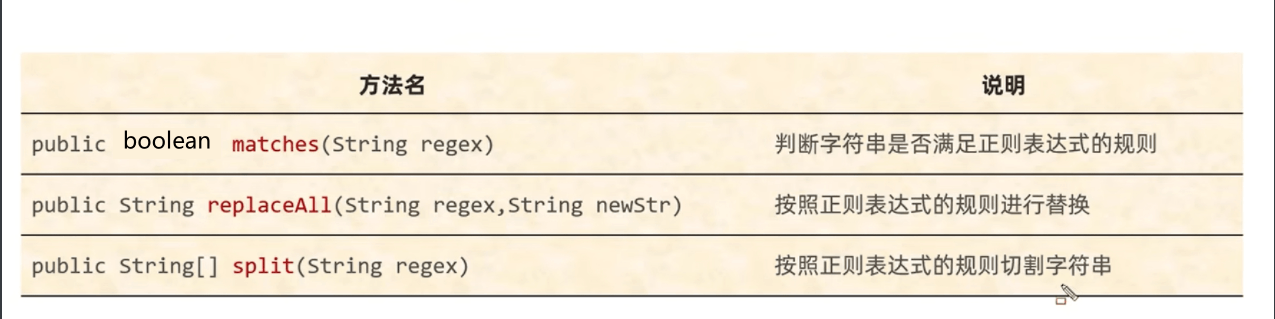 方法名 说明
public boolean matches(String regex) 判断字符串是否满足正则表达式的规则
public String replaceAll(String regex,String newStr) 按照正则表达式的规则进行替换
public String[] split(String regex) 按照正则表达式的规则切割字符串